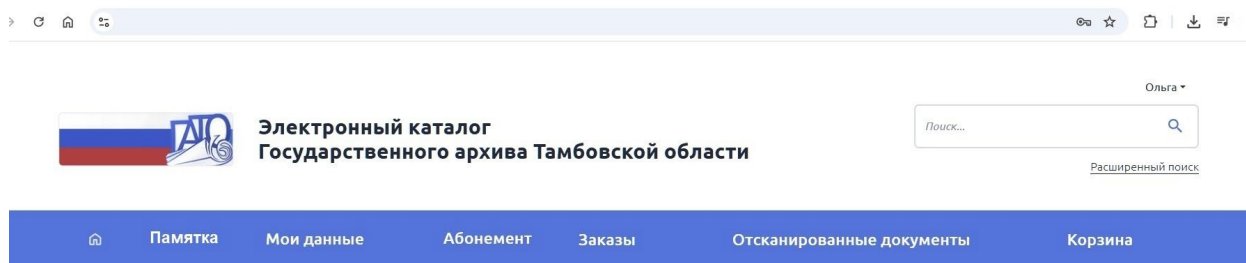 Ольга
Электронный каталог
Государственного архива Тамбовской области
Поиск...
Расширенный поиск
Памятка Мои данные Абонемент Заказы Отсканированные документы Корзина